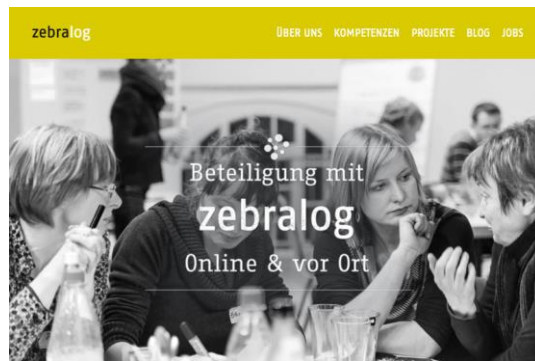 zebralog
ÜBER UNS KOMPETENZEN PROJEKTE BLOG JOBS
Beteiligung mit
zebralog
Online & vor Ort